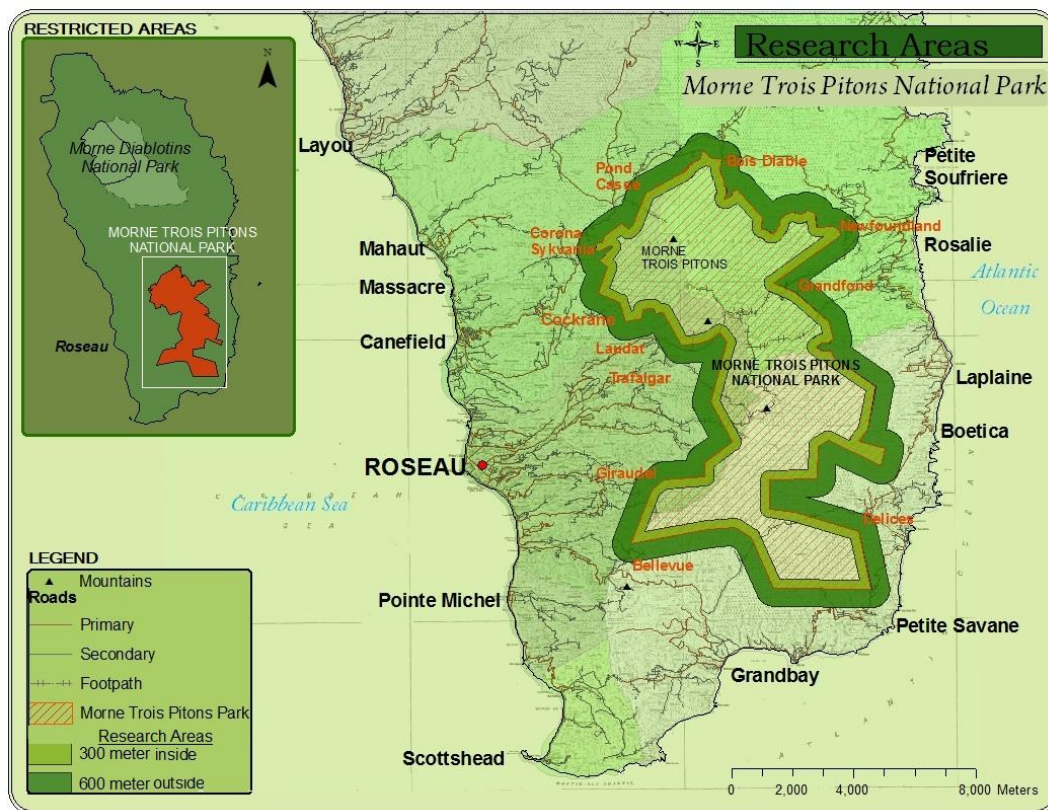 RESTRICTED AREAS
N
Morne Diablotins
National Park
MORNE TROIS PITONS
NATIONAL PARK
Roseau
N
W E
S
Research Areas
Morne Trois Pitons National Park
Layou
Pond
Casse
Bois Diable
Petite
Soufriere
Mahaut
Corona
Sykvania
MORNE
TROIS PITONS
Newfoundland
Rosalie
Massacre
Grandfond
Atlantic
Ocean
Canefield
Cockrane
Laudat
Trafalgar
MORNE TROIS PITONS
NATIONAL PARK
Laplaine
Boetica
ROSEAU
Giraudel
Caribbean Sea
Delices
Bellevue
Pointe Michel
Petite Savane
Grandbay
Scottshead
LEGEND
Mountains
Roads
Primary
Secondary
Footpath
Morne Trois Pitons Park
Research Areas
300 meter inside
600 meter outside
0 2,000 4,000 8,000 Meters